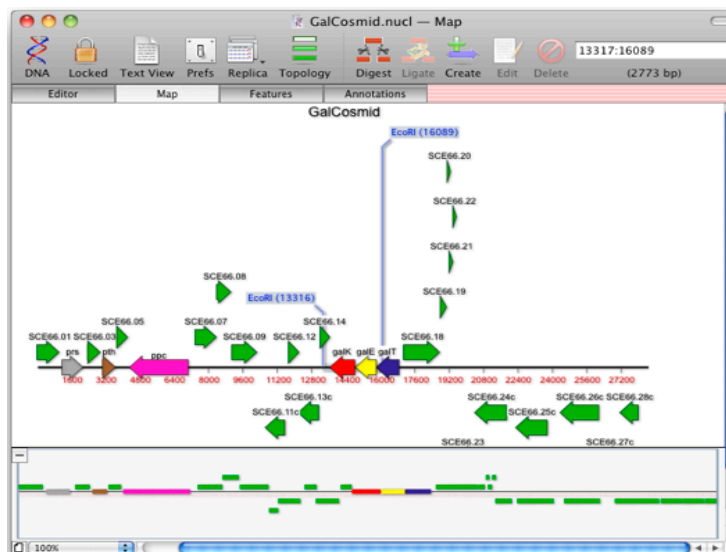 GalCosmid.nucl — Map
DNA Locked Text View Prefs Replica Topology Digest Ligate Create Edit Delete 13317:16089
(2773 bp)
Editor Map Features Annotations
GalCosmid
EcoRI (16089)
SCE66.20
SCE66.22
SCE66.21
SCE66.08
SCE66.19
EcoRI (13316)
SCE66.05 SCE66.07 SCE66.14
SCE66.01 SCE66.03 SCE66.09 SCE66.12 SCE66.18
prs pth ppc galK galE galT
1600 3200 4800 6400 8000 9600 11200 12800 14400 16000 17600 19200 20800 22400 24000 25600 27200
SCE66.13c SCE66.24c SCE66.26c SCE66.28c
SCE66.11c SCE66.25c
SCE66.23 SCE66.27c
100%